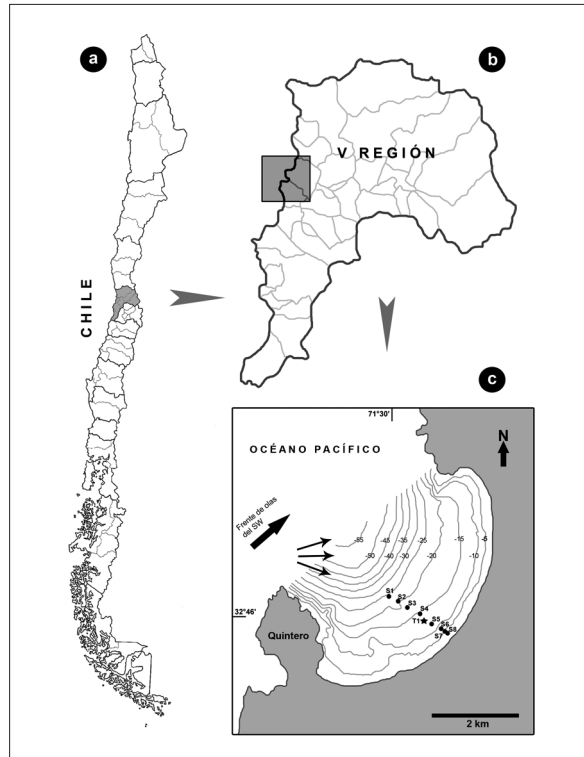 a
CHILE
b
V REGIÓN
c
71°30'
OCÉANO PACÍFICO
N
Frente de olas
del SW
-55
-50
-45
-40
-35
-30
-25
-20
-15
-10
-5
32°46'
Quintero
S1
S2
S3
S4
T1
S5
S6
S7
S8
2 km